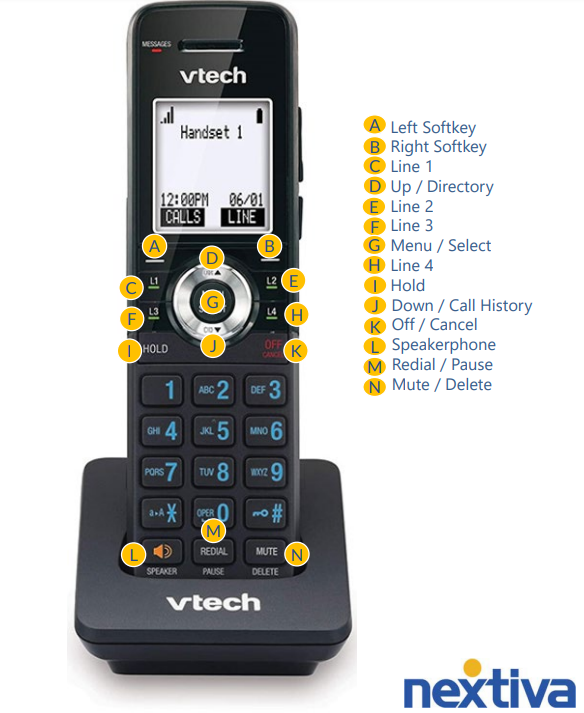 MESSAGES
vtech
Handset 1
12:00PM 06/01
CALLS LINE
A B
D
C L1 L2 E
G
F L3 L4 H
CID
J
I HOLD OFF K
CANCEL
1 ABC 2 DEF 3
GHI 4 JKL 5 MNO 6
PQRS 7 TUV 8 WXYZ 9
a▸A * OPER 0 #
M
L REDIAL MUTE N
SPEAKER PAUSE DELETE
vtech
A Left Softkey
B Right Softkey
C Line 1
D Up / Directory
E Line 2
F Line 3
G Menu / Select
H Line 4
I Hold
J Down / Call History
K Off / Cancel
L Speakerphone
M Redial / Pause
N Mute / Delete
nextiva